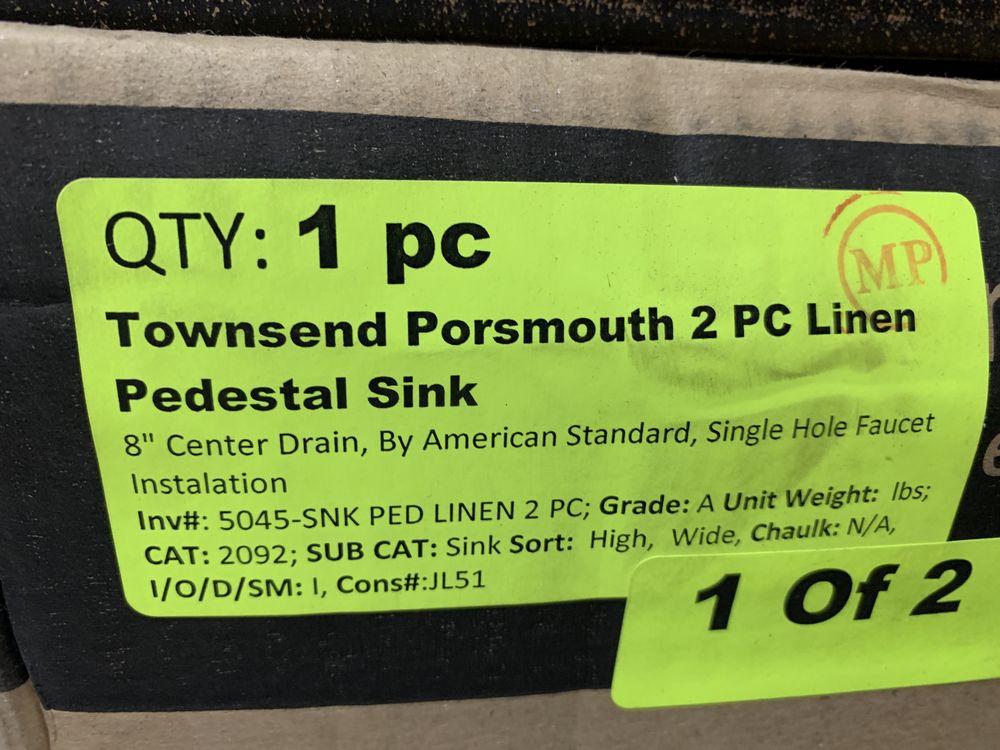 QTY: 1 pc
MP
Townsend Porsmouth 2 PC Linen
Pedestal Sink
8" Center Drain, By American Standard, Single Hole Faucet
Instalation
Inv#: 5045-SNK PED LINEN 2 PC; Grade: A Unit Weight: lbs;
CAT: 2092; SUB CAT: Sink Sort: High, Wide, Chaulk: N/A,
I/O/D/SM: I, Cons#:JL51
1 Of 2